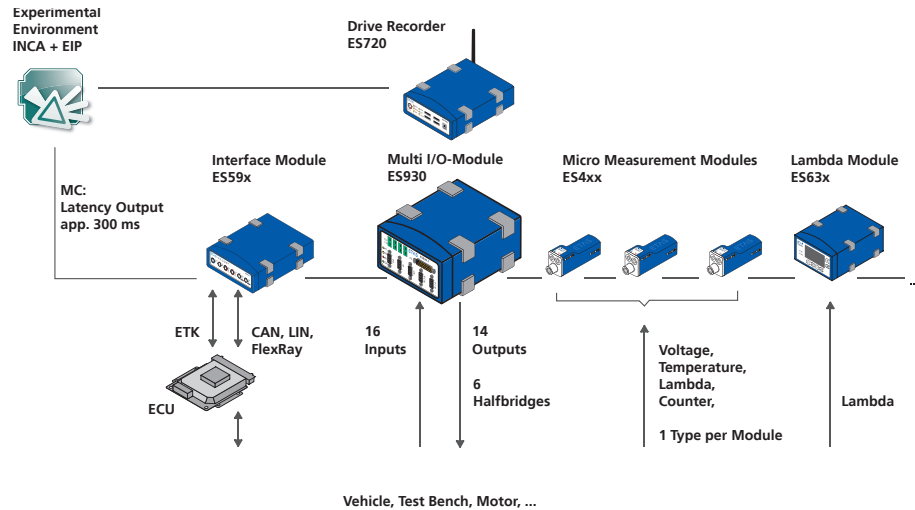 Experimental
Environment
INCA + EIP
Drive Recorder
ES720
Interface Module
ES59x
Multi I/O-Module
ES930
Micro Measurement Modules
ES4xx
Lambda Module
ES63x
MC:
Latency Output
app. 300 ms
...
ETK
CAN, LIN,
FlexRay
16
Inputs
14
Outputs
6
Halfbridges
Voltage,
Temperature,
Lambda,
Counter,
1 Type per Module
Lambda
ECU
Vehicle, Test Bench, Motor, ...